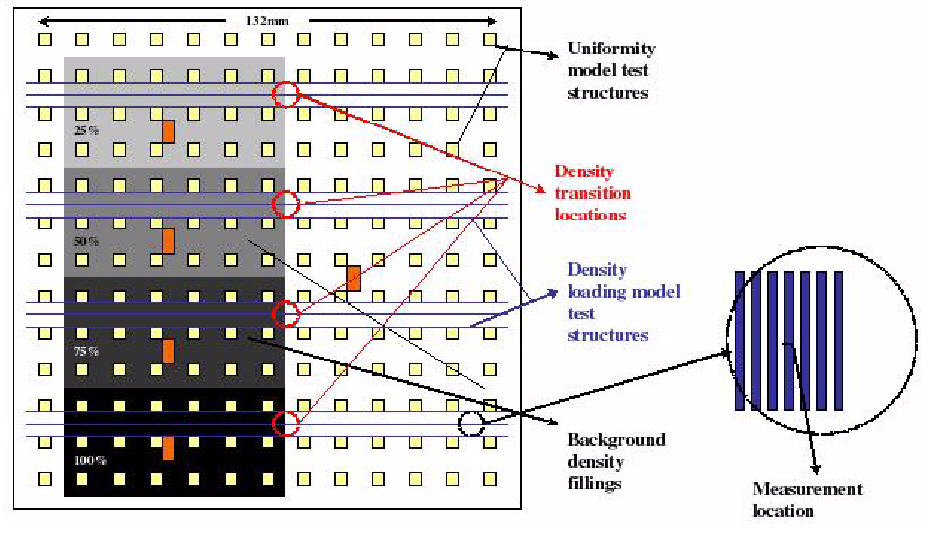 132mm
Uniformity
model test
structures
25%
Density
transition
locations
50%
Density
loading model
test
structures
75%
Background
density
fillings
100%
Measurement
location